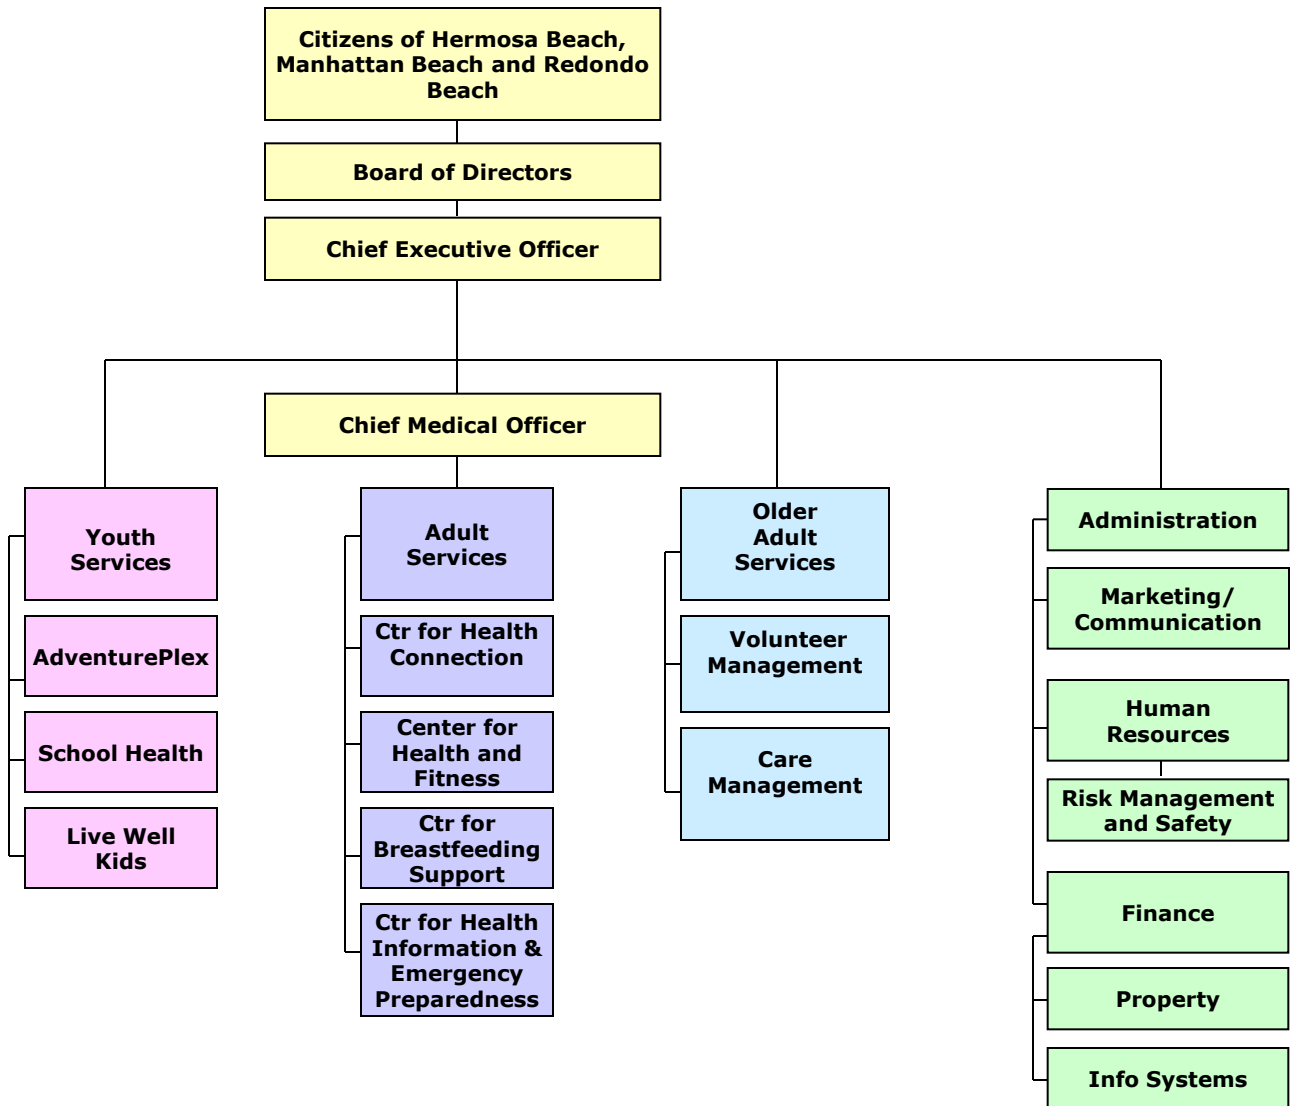 Citizens of Hermosa Beach,
Manhattan Beach and Redondo
Beach
Board of Directors
Chief Executive Officer
Chief Medical Officer
Youth
Services
AdventurePlex
School Health
Live Well
Kids
Adult
Services
Ctr for Health
Connection
Center for
Health and
Fitness
Ctr for
Breastfeeding
Support
Ctr for Health
Information &
Emergency
Preparedness
Older
Adult
Services
Volunteer
Management
Care
Management
Administration
Marketing/
Communication
Human
Resources
Risk Management
and Safety
Finance
Property
Info Systems